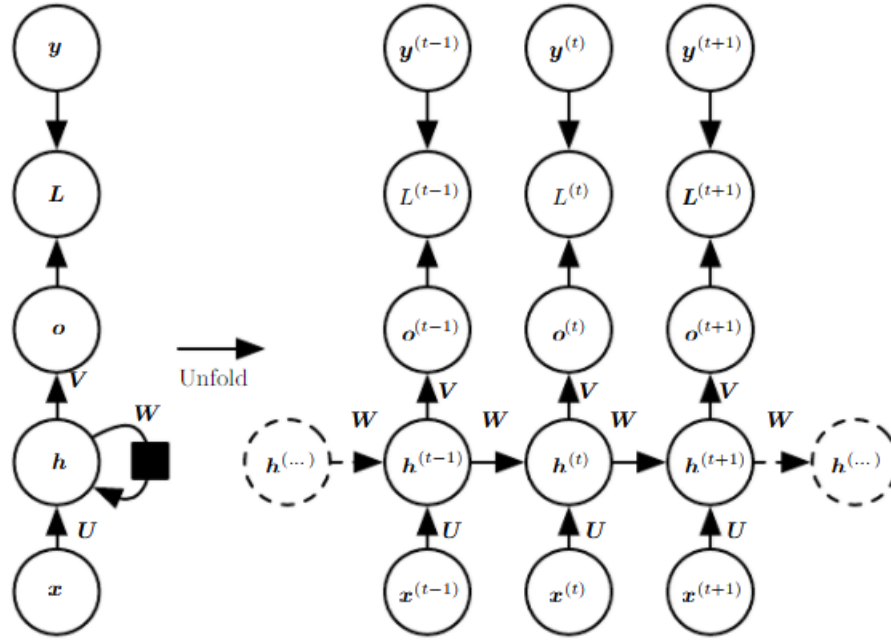 y y^(t−1) y^(t) y^(t+1)
L L^(t−1) L^(t) L^(t+1)
o o^(t−1) o^(t) o^(t+1)
Unfold
V V V V
W W W W W
h h^(...) h^(t−1) h^(t) h^(t+1) h^(...)
U U U U
x x^(t−1) x^(t) x^(t+1)